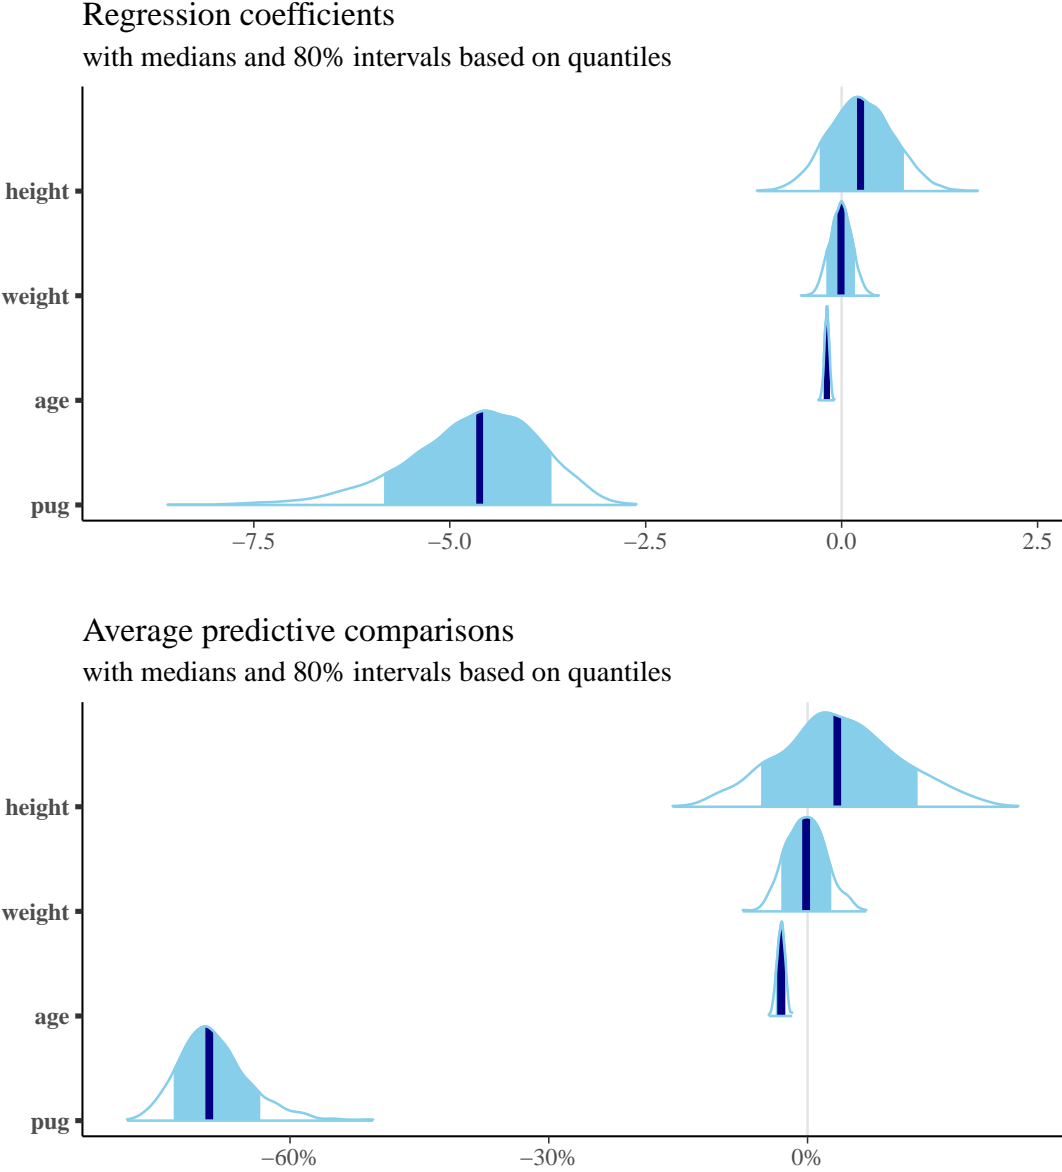 Regression coefficients
with medians and 80% intervals based on quantiles
height
weight
age
pug
−7.5 −5.0 −2.5 0.0 2.5
Average predictive comparisons
with medians and 80% intervals based on quantiles
height
weight
age
pug
−60% −30% 0%